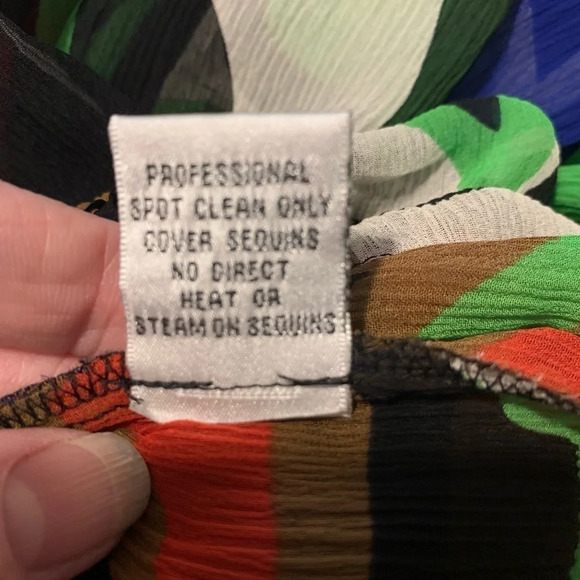 PROFESSIONAL
SPOT CLEAN ONLY
COVER SEQUINS
NO DIRECT
HEAT OR
STEAM ON SEQUINS